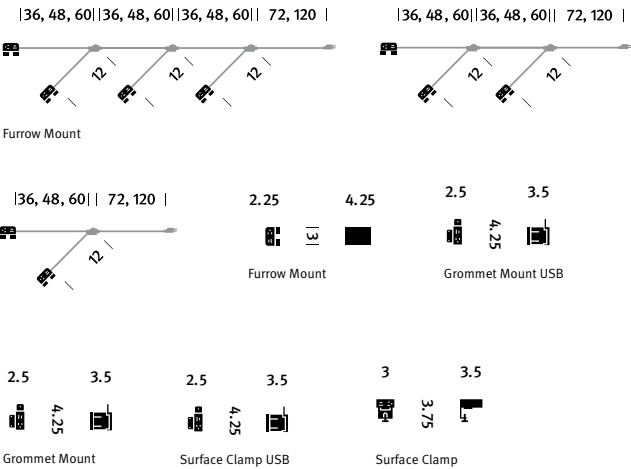 |36, 48, 60||36, 48, 60||36, 48, 60|| 72, 120 |
12 12 12
Furrow Mount
|36, 48, 60||36, 48, 60|| 72, 120 |
12 12
|36, 48, 60|| 72, 120 |
12
2.25 4.25
3
Furrow Mount
2.5 3.5
4.25
Grommet Mount USB
2.5 3.5
4.25
Grommet Mount
2.5 3.5
4.25
Surface Clamp USB
3 3.5
3.75
Surface Clamp